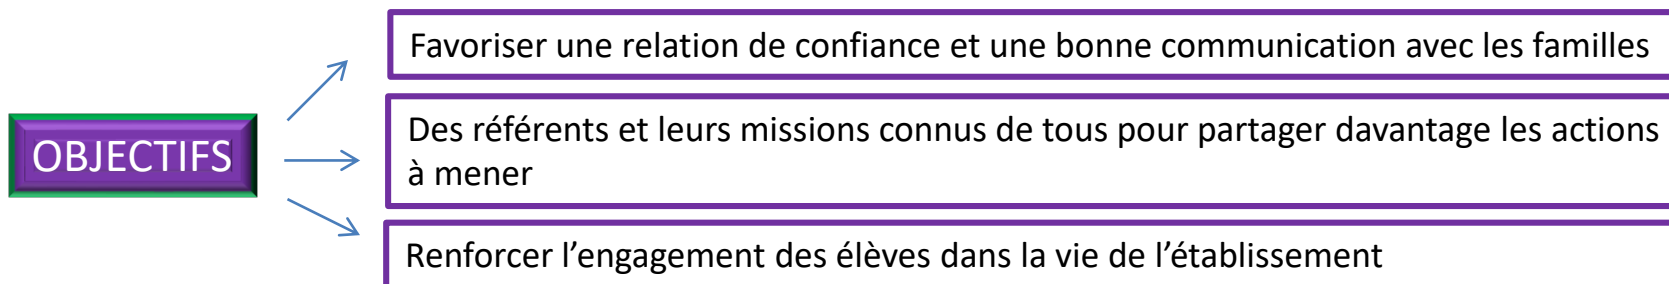 OBJECTIFS
Favoriser une relation de confiance et une bonne communication avec les familles
Des référents et leurs missions connus de tous pour partager davantage les actions
à mener
Renforcer l’engagement des élèves dans la vie de l’établissement